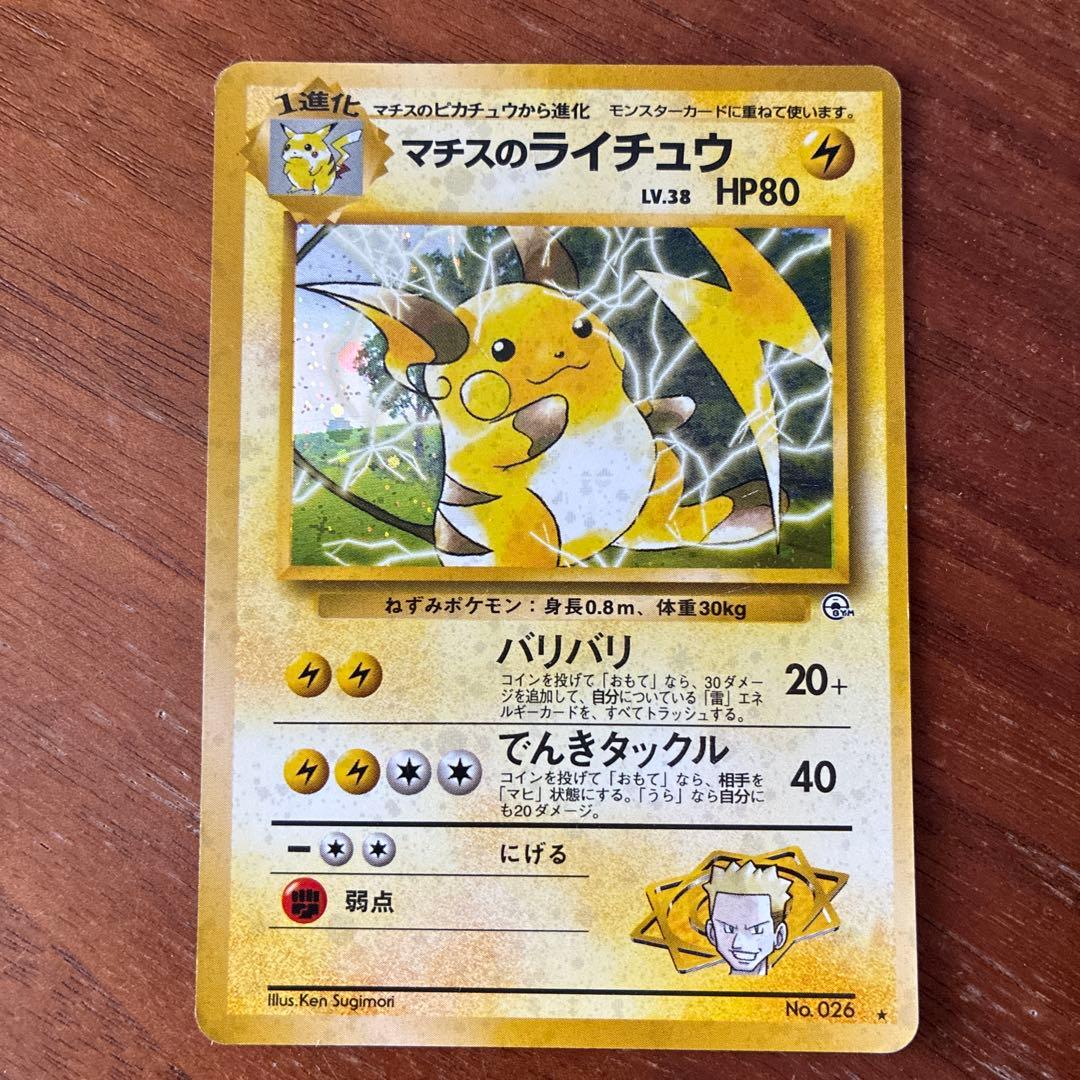 1進化
マチスのピカチュウから進化 モンスターカードに重ねて使います。
マチスのライチュウ
LV.38 HP80
ねずみポケモン：身長0.8m、体重30kg
GYM
バリバリ
コインを投げて「おもて」なら、30ダメー
ジを追加して、自分についている「雷」エネ
ルギーカードを、すべてトラッシュする。
20+
でんきタックル
コインを投げて「おもて」なら、相手を
「マヒ」状態にする。「うら」なら自分に
も20ダメージ。
40
にげる
弱点
Illus.Ken Sugimori
No. 026 ★